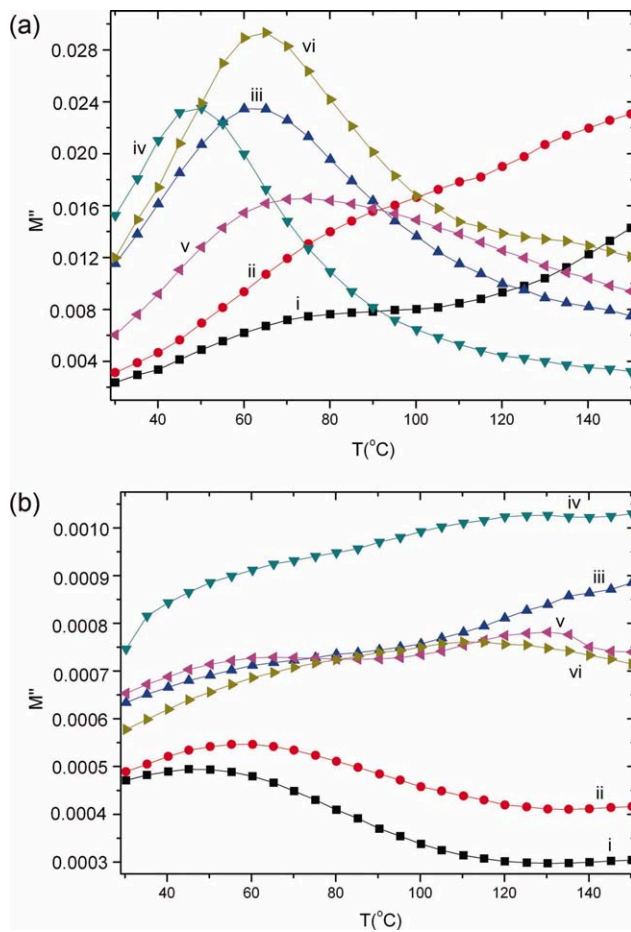 (a)
0.028
0.024
0.020
0.016
0.012
0.008
0.004
M"
vi
iii
iv
v
ii
i
40 60 80 100 120 140
T(°C)
(b)
0.0010
0.0009
0.0008
0.0007
0.0006
0.0005
0.0004
0.0003
M"
iv
iii
v
vi
ii
i
40 60 80 100 120 140
T(°C)